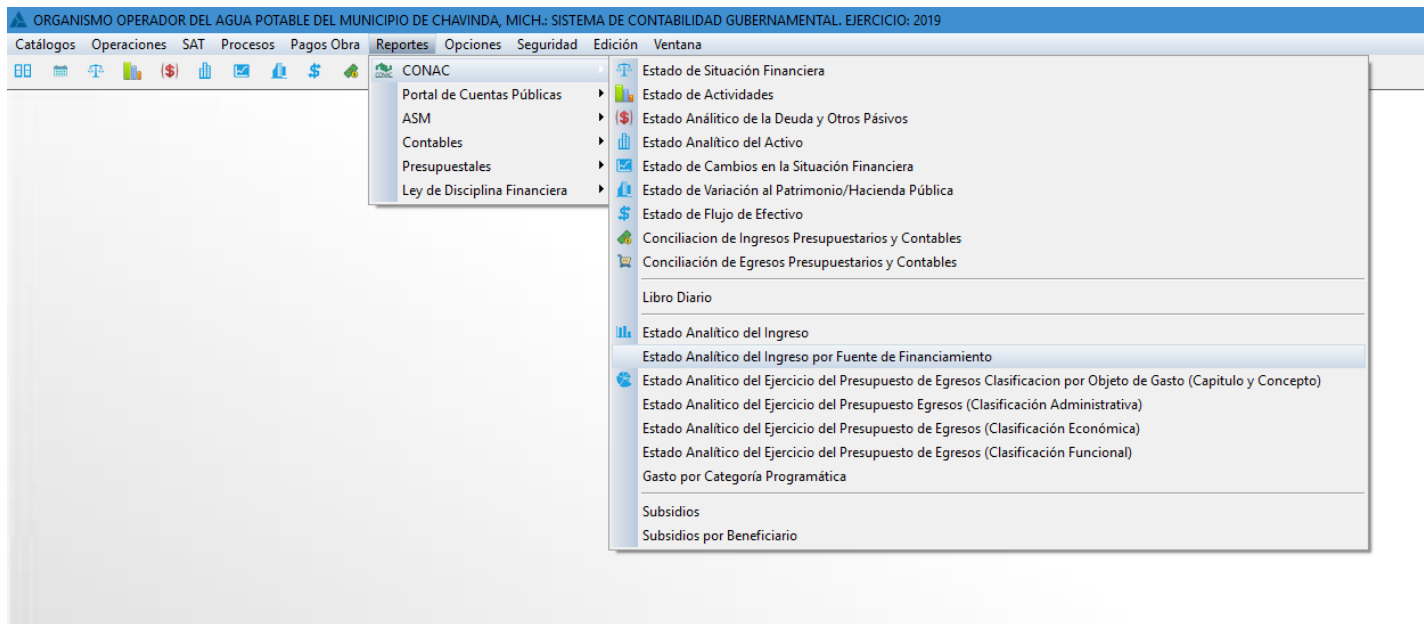 ORGANISMO OPERADOR DEL AGUA POTABLE DEL MUNICIPIO DE CHAVINDA, MICH.: SISTEMA DE CONTABILIDAD GUBERNAMENTAL. EJERCICIO: 2019
Catálogos Operaciones SAT Procesos Pagos Obra Reportes Opciones Seguridad Edición Ventana
CONAC
Portal de Cuentas Públicas
ASM
Contables
Presupuestales
Ley de Disciplina Financiera
Estado de Situación Financiera
Estado de Actividades
Estado Análitico de la Deuda y Otros Pásivos
Estado Analítico del Activo
Estado de Cambios en la Situación Financiera
Estado de Variación al Patrimonio/Hacienda Pública
Estado de Flujo de Efectivo
Conciliacion de Ingresos Presupuestarios y Contables
Conciliación de Egresos Presupuestarios y Contables
Libro Diario
Estado Analítico del Ingreso
Estado Analítico del Ingreso por Fuente de Financiamiento
Estado Analitico del Ejercicio del Presupuesto de Egresos Clasificacion por Objeto de Gasto (Capitulo y Concepto)
Estado Analitico del Ejercicio del Presupuesto Egresos (Clasificación Administrativa)
Estado Analítico del Ejercicio del Presupuesto de Egresos (Clasificación Económica)
Estado Analítico del Ejercicio del Presupuesto de Egresos (Clasificación Funcional)
Gasto por Categoría Programática
Subsidios
Subsidios por Beneficiario